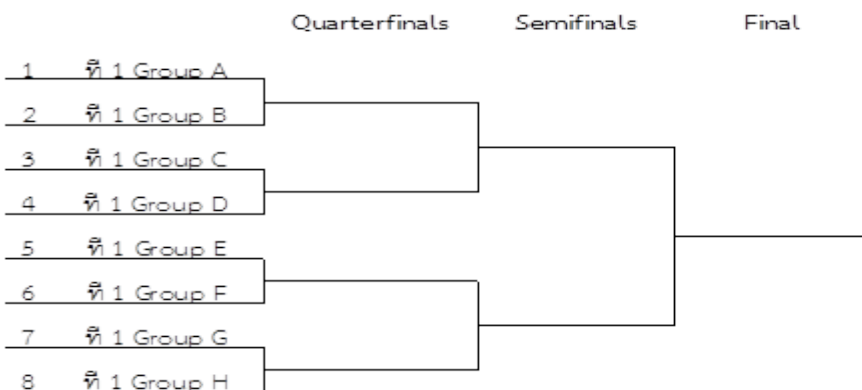 Quarterfinals Semifinals Final
1 ที่ 1 Group A
2 ที่ 1 Group B
3 ที่ 1 Group C
4 ที่ 1 Group D
5 ที่ 1 Group E
6 ที่ 1 Group F
7 ที่ 1 Group G
8 ที่ 1 Group H